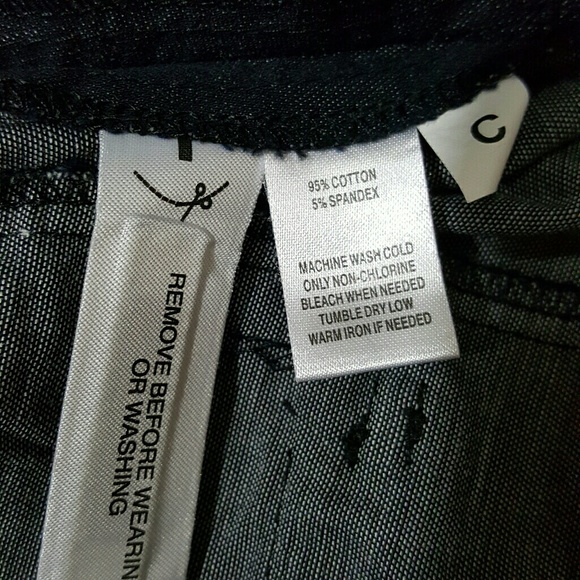 REMOVE BEFORE WEARIN
OR WASHING
95% COTTON
5% SPANDEX
MACHINE WASH COLD
ONLY NON-CHLORINE
BLEACH WHEN NEEDED
TUMBLE DRY LOW
WARM IRON IF NEEDED
C